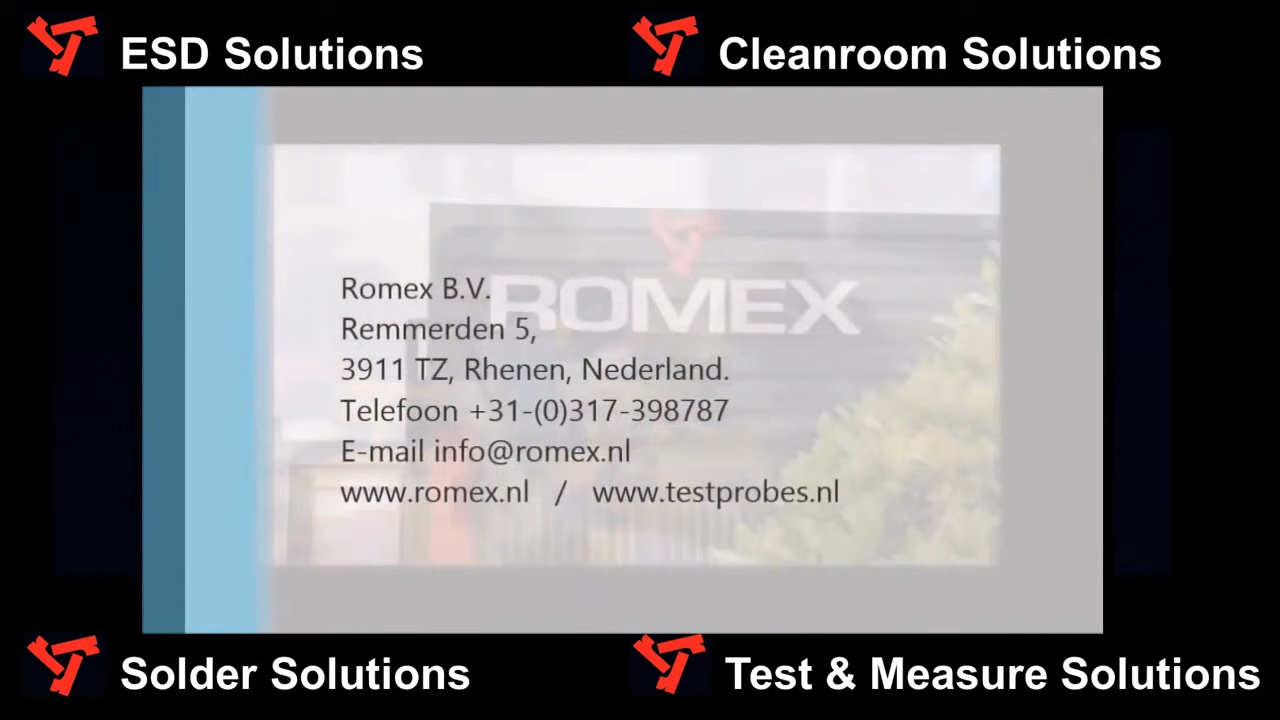 ESD Solutions
Cleanroom Solutions
ROMEX
Romex B.V.
Remmerden 5,
3911 TZ, Rhenen, Nederland.
Telefoon +31-(0)317-398787
E-mail info@romex.nl
www.romex.nl / www.testprobes.nl
Solder Solutions
Test & Measure Solutions